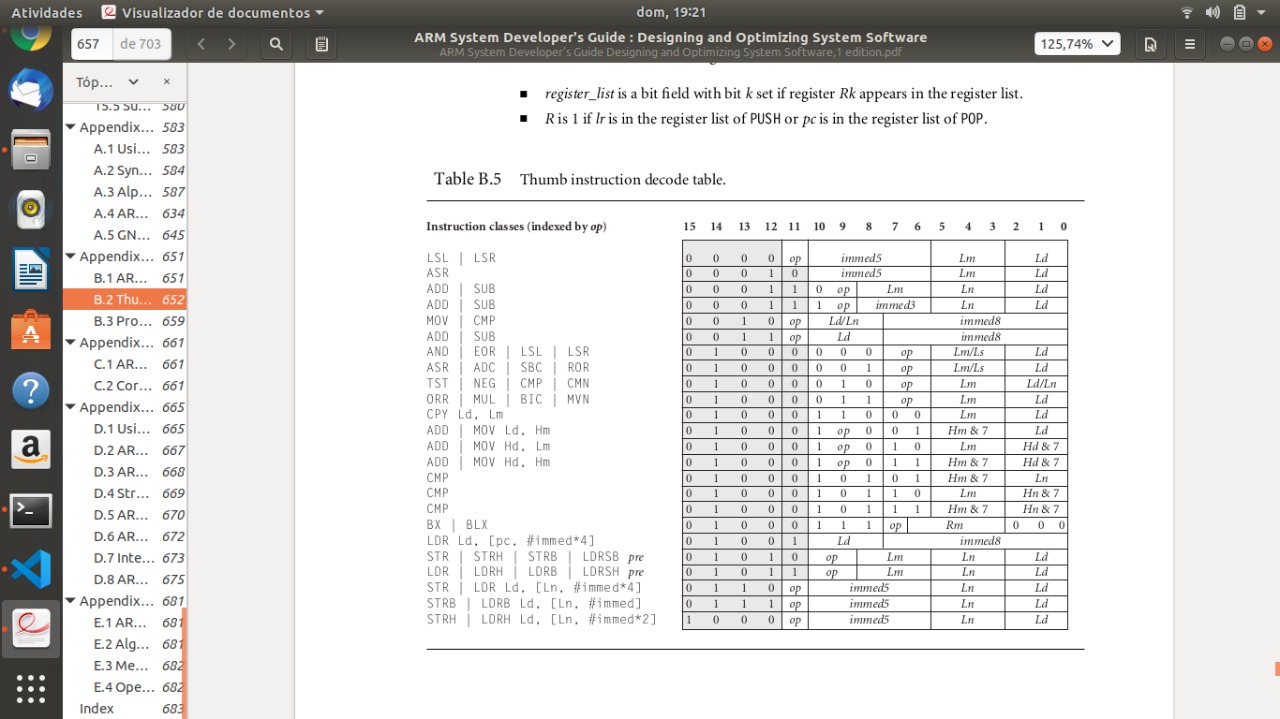 Atividades Visualizador de documentos dom, 19:21
657 de 703 ARM System Developer's Guide : Designing and Optimizing System Software 125,74%
ARM System Developer's Guide Designing and Optimizing System Software,1 edition.pdf
Tóp...
15.5 Su... 580
Appendix... 583
A.1 Usi... 583
A.2 Syn... 584
A.3 Alp... 587
A.4 AR... 634
A.5 GN... 645
Appendix... 651
B.1 AR... 651
B.2 Thu... 652
B.3 Pro... 659
Appendix... 661
C.1 AR... 661
C.2 Cor... 661
Appendix... 665
D.1 Usi... 665
D.2 AR... 667
D.3 AR... 668
D.4 Str... 669
D.5 AR... 670
D.6 AR... 672
D.7 Inte... 673
D.8 AR... 675
Appendix... 681
E.1 AR... 681
E.2 Alg... 681
E.3 Me... 682
E.4 Ope... 682
Index 683
■ register_list is a bit field with bit k set if register Rk appears in the register list.
■ R is 1 if lr is in the register list of PUSH or pc is in the register list of POP.
Table B.5 Thumb instruction decode table.
Instruction classes (indexed by op) 15 14 13 12 11 10 9 8 7 6 5 4 3 2 1 0
LSL | LSR 0 0 0 0 op immed5 Lm Ld
ASR 0 0 0 1 0 immed5 Lm Ld
ADD | SUB 0 0 0 1 1 0 op Lm Ln Ld
ADD | SUB 0 0 0 1 1 1 op immed3 Ln Ld
MOV | CMP 0 0 1 0 op Ld/Ln immed8
ADD | SUB 0 0 1 1 op Ld immed8
AND | EOR | LSL | LSR 0 1 0 0 0 0 0 0 op Lm/Ls Ld
ASR | ADC | SBC | ROR 0 1 0 0 0 0 0 1 op Lm/Ls Ld
TST | NEG | CMP | CMN 0 1 0 0 0 0 1 0 op Lm Ld/Ln
ORR | MUL | BIC | MVN 0 1 0 0 0 0 1 1 op Lm Ld
CPY Ld, Lm 0 1 0 0 0 1 1 0 0 0 Lm Ld
ADD | MOV Ld, Hm 0 1 0 0 0 1 op 0 0 1 Hm & 7 Ld
ADD | MOV Hd, Lm 0 1 0 0 0 1 op 0 1 0 Lm Hd & 7
ADD | MOV Hd, Hm 0 1 0 0 0 1 op 0 1 1 Hm & 7 Hd & 7
CMP 0 1 0 0 0 1 0 1 0 1 Hm & 7 Ln
CMP 0 1 0 0 0 1 0 1 1 0 Lm Hn & 7
CMP 0 1 0 0 0 1 0 1 1 1 Hm & 7 Hn & 7
BX | BLX 0 1 0 0 0 1 1 1 op Rm 0 0 0
LDR Ld, [pc, #immed*4] 0 1 0 0 1 Ld immed8
STR | STRH | STRB | LDRSB pre 0 1 0 1 0 op Lm Ln Ld
LDR | LDRH | LDRB | LDRSH pre 0 1 0 1 1 op Lm Ln Ld
STR | LDR Ld, [Ln, #immed*4] 0 1 1 0 op immed5 Ln Ld
STRB | LDRB Ld, [Ln, #immed] 0 1 1 1 op immed5 Ln Ld
STRH | LDRH Ld, [Ln, #immed*2] 1 0 0 0 op immed5 Ln Ld